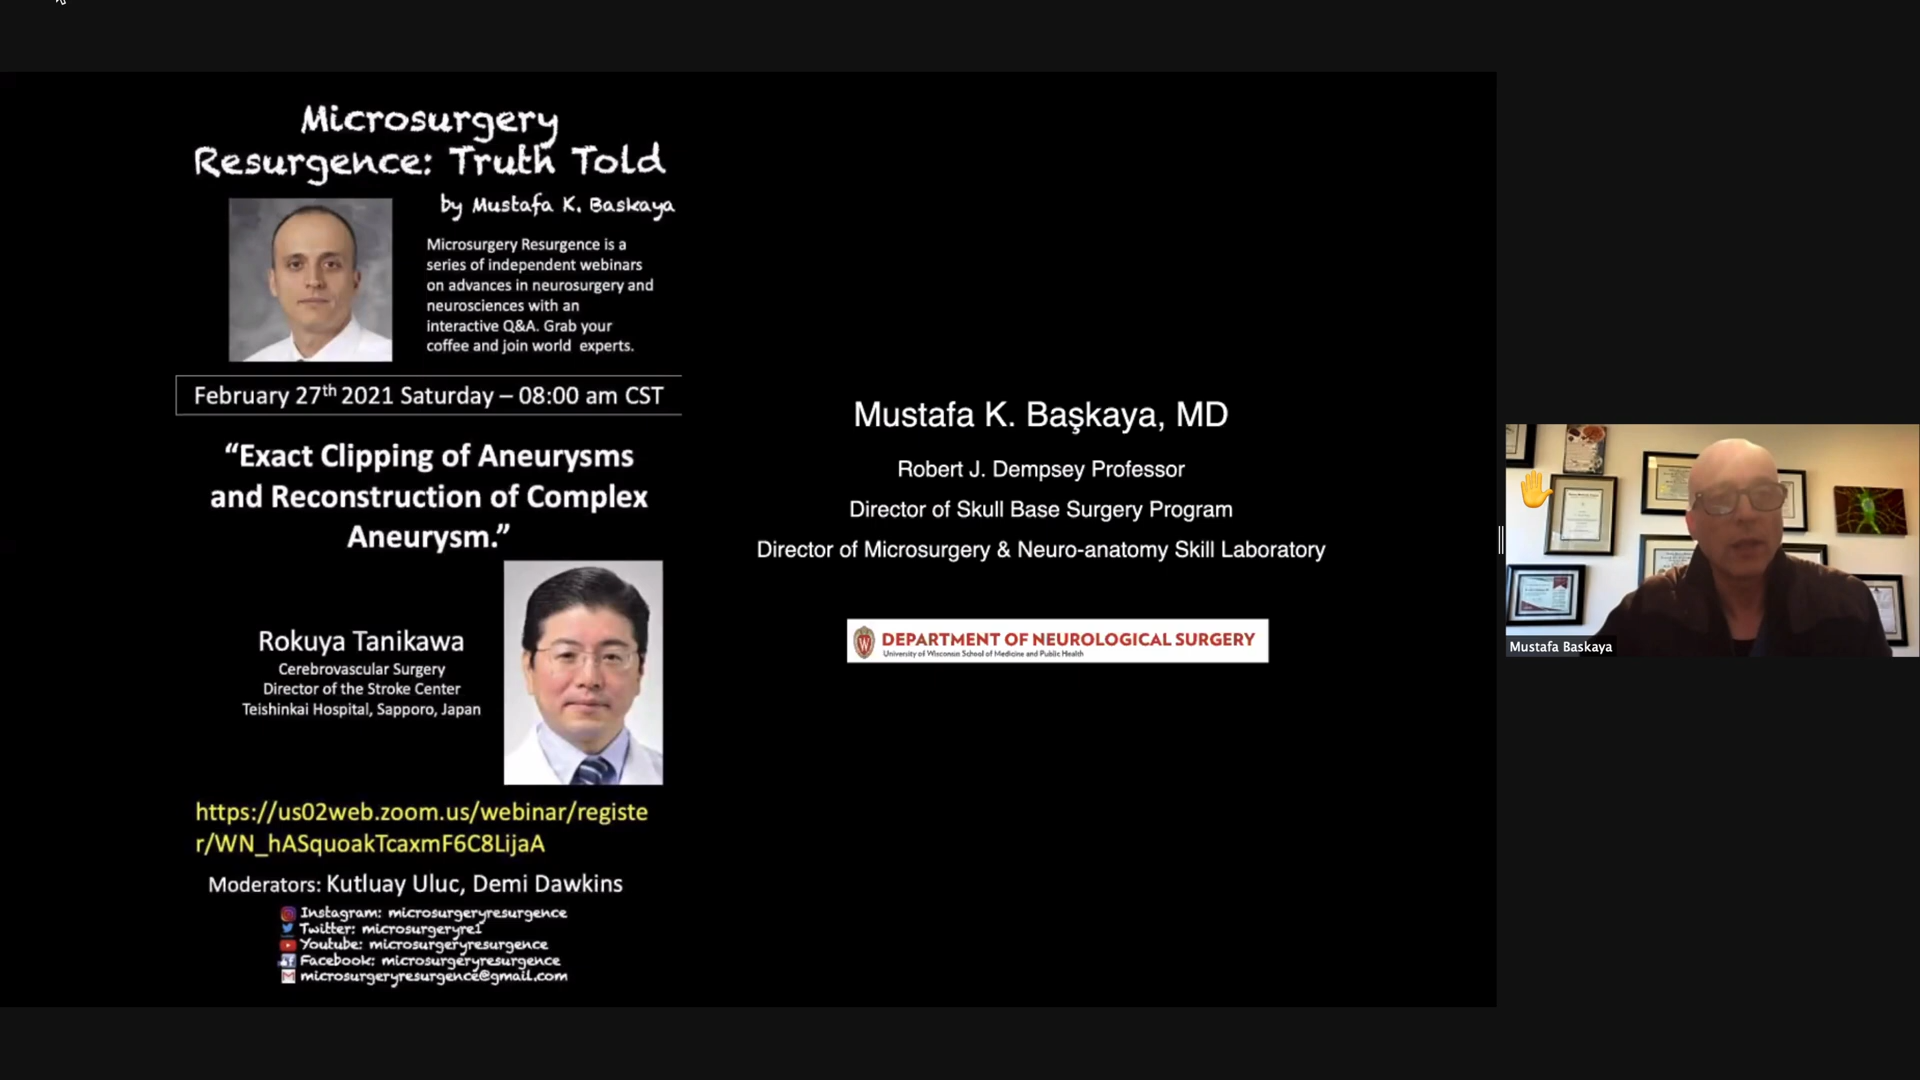 Microsurgery
Resurgence: Truth Told
by Mustafa K. Baskaya
Microsurgery Resurgence is a
series of independent webinars
on advances in neurosurgery and
neurosciences with an
interactive Q&A. Grab your
coffee and join world experts.
February 27th 2021 Saturday – 08:00 am CST
“Exact Clipping of Aneurysms
and Reconstruction of Complex
Aneurysm.”
Rokuya Tanikawa
Cerebrovascular Surgery
Director of the Stroke Center
Teishinkai Hospital, Sapporo, Japan
https://us02web.zoom.us/webinar/registe
r/WN_hASquoakTcaxmF6C8LijaA
Moderators: Kutluay Uluc, Demi Dawkins
Instagram: microsurgeryresurgence
Twitter: microsurgeryre1
Youtube: microsurgeryresurgence
Facebook: microsurgeryresurgence
microsurgeryresurgence@gmail.com
Mustafa K. Başkaya, MD
Robert J. Dempsey Professor
Director of Skull Base Surgery Program
Director of Microsurgery & Neuro-anatomy Skill Laboratory
W
DEPARTMENT OF NEUROLOGICAL SURGERY
University of Wisconsin School of Medicine and Public Health
Mustafa Baskaya